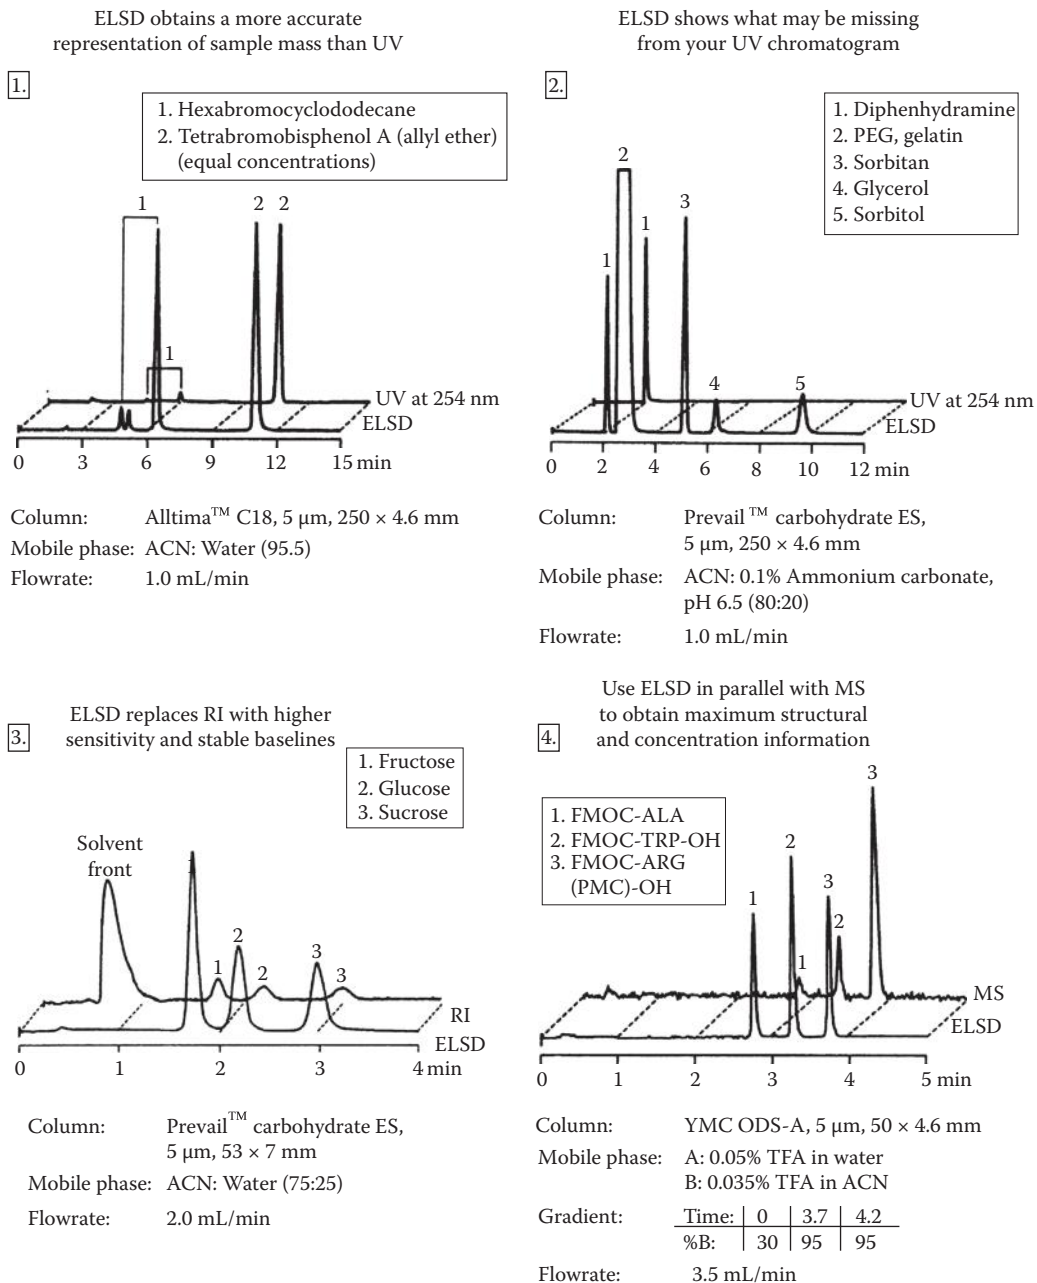 ELSD obtains a more accurate
representation of sample mass than UV
1.
1. Hexabromocyclododecane
2. Tetrabromobisphenol A (allyl ether)
(equal concentrations)
1
2
2
1
UV at 254 nm
ELSD
0 3 6 9 12 15 min
Column: Alltima™ C18, 5 µm, 250 × 4.6 mm
Mobile phase: ACN: Water (95.5)
Flowrate: 1.0 mL/min
ELSD shows what may be missing
from your UV chromatogram
2.
1. Diphenhydramine
2. PEG, gelatin
3. Sorbitan
4. Glycerol
5. Sorbitol
2
3
1
1
4
5
UV at 254 nm
ELSD
0 2 4 6 8 10 12 min
Column: Prevail™ carbohydrate ES,
5 µm, 250 × 4.6 mm
Mobile phase: ACN: 0.1% Ammonium carbonate,
pH 6.5 (80:20)
Flowrate: 1.0 mL/min
ELSD replaces RI with higher
sensitivity and stable baselines
3.
1. Fructose
2. Glucose
3. Sucrose
Solvent
front
1
2
3
1
2
3
RI
ELSD
0 1 2 3 4 min
Column: Prevail™ carbohydrate ES,
5 µm, 53 × 7 mm
Mobile phase: ACN: Water (75:25)
Flowrate: 2.0 mL/min
Use ELSD in parallel with MS
to obtain maximum structural
and concentration information
4.
1. FMOC-ALA
2. FMOC-TRP-OH
3. FMOC-ARG
(PMC)-OH
3
2
3
1
2
1
MS
ELSD
0 1 2 3 4 5 min
Column: YMC ODS-A, 5 µm, 50 × 4.6 mm
Mobile phase: A: 0.05% TFA in water
B: 0.035% TFA in ACN
Gradient: Time: 0 3.7 4.2
%B: 30 95 95
Flowrate: 3.5 mL/min